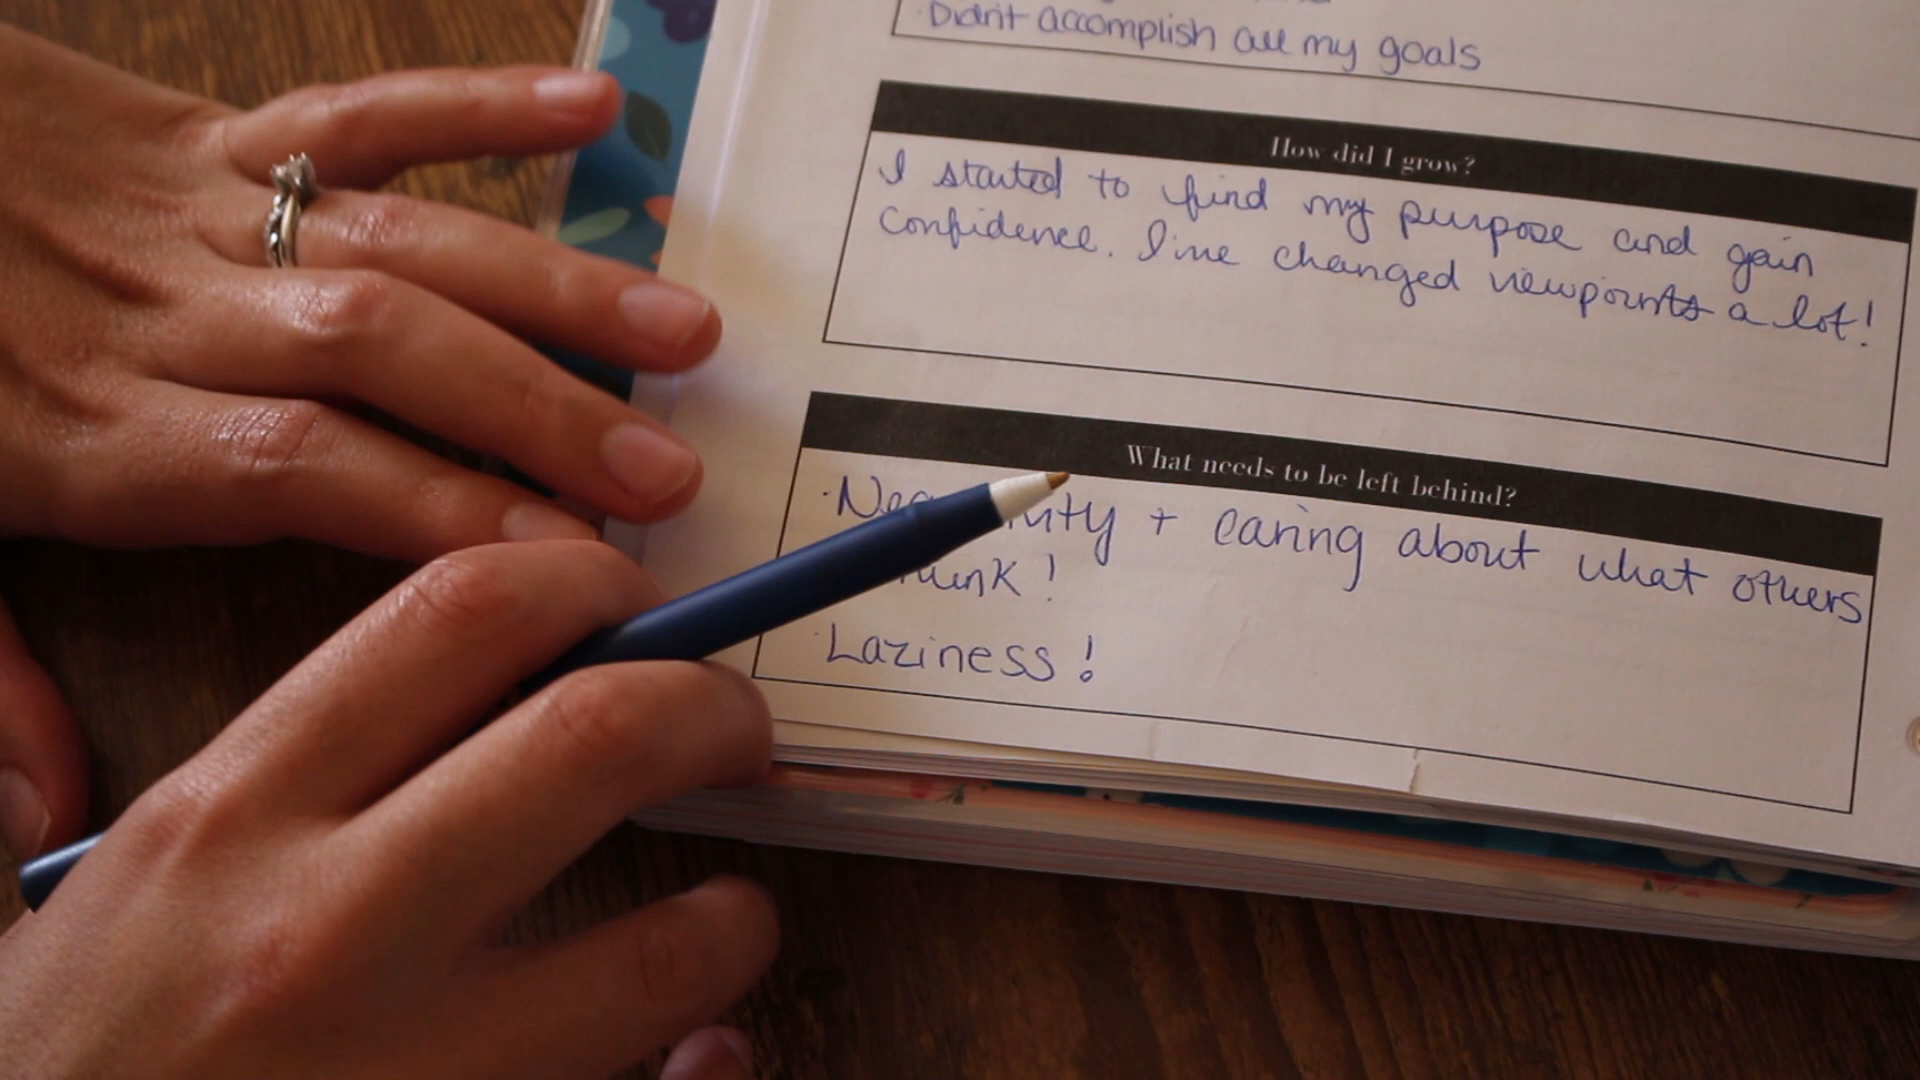 ·Didn't accomplish all my goals
How did I grow?
I started to find my purpose and gain
confidence. I've changed viewpoints a lot!
What needs to be left behind?
+ caring about what others
!
·Laziness!